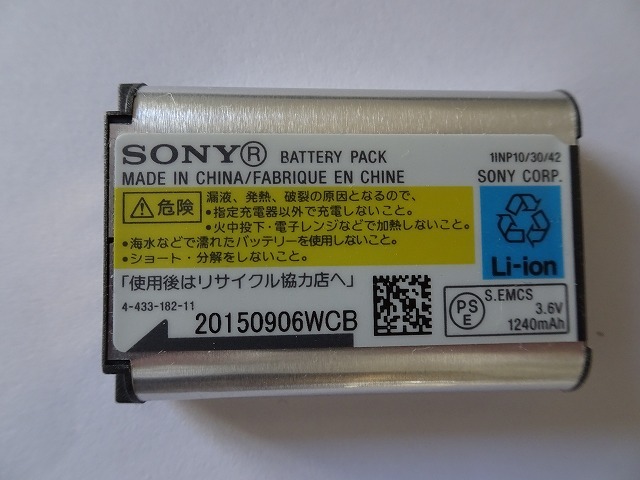 SONY® BATTERY PACK
1INP10/30/42
MADE IN CHINA/FABRIQUÉ EN CHINE
SONY CORP.
危険
漏液、発熱、破裂の原因となるので、
•指定充電器以外で充電しないこと。
•火中投下・電子レンジなどで加熱しないこと。
•海水などで濡れたバッテリーを使用しないこと。
•ショート・分解をしないこと。
Li-ion
「使用後はリサイクル協力店へ」
4-433-182-11
20150906WCB
PS
E
S.EMCS
3.6V
1240mAh